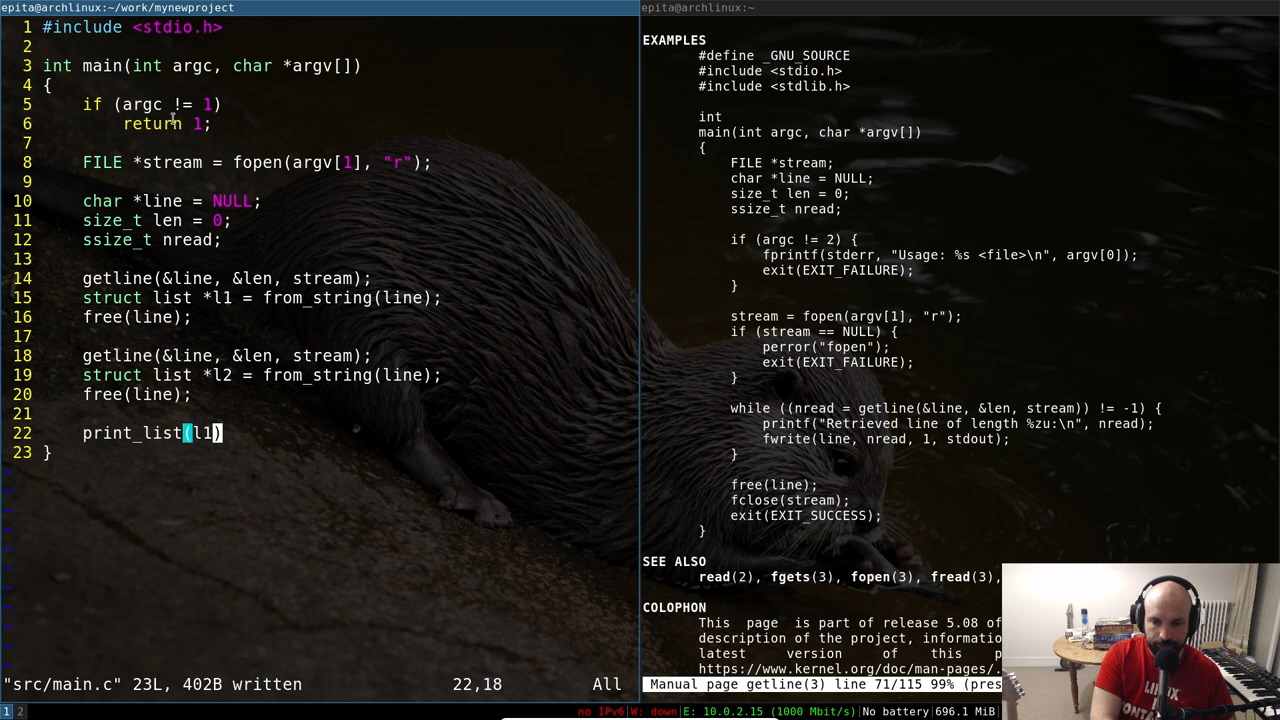 epita@archlinux:~/work/mynewproject
1 #include <stdio.h>
2
3 int main(int argc, char *argv[])
4 {
5     if (argc != 1)
6         return 1;
7
8     FILE *stream = fopen(argv[1], "r");
9
10     char *line = NULL;
11     size_t len = 0;
12     ssize_t nread;
13
14     getline(&line, &len, stream);
15     struct list *l1 = from_string(line);
16     free(line);
17
18     getline(&line, &len, stream);
19     struct list *l2 = from_string(line);
20     free(line);
21
22     print_list(l1)
23 }
~
~
~
~
~
~
~
~
~
~
~
"src/main.c" 23L, 402B written 22,18 All
epita@archlinux:~
EXAMPLES
#define _GNU_SOURCE
#include <stdio.h>
#include <stdlib.h>
int
main(int argc, char *argv[])
{
    FILE *stream;
    char *line = NULL;
    size_t len = 0;
    ssize_t nread;
    if (argc != 2) {
        fprintf(stderr, "Usage: %s <file>\n", argv[0]);
        exit(EXIT_FAILURE);
    }
    stream = fopen(argv[1], "r");
    if (stream == NULL) {
        perror("fopen");
        exit(EXIT_FAILURE);
    }
    while ((nread = getline(&line, &len, stream)) != -1) {
        printf("Retrieved line of length %zu:\n", nread);
        fwrite(line, nread, 1, stdout);
    }
    free(line);
    fclose(stream);
    exit(EXIT_SUCCESS);
}
SEE ALSO
read(2), fgets(3), fopen(3), fread(3),
COLOPHON
This page is part of release 5.08 of
description of the project, informatio
latest version of this p
https://www.kernel.org/doc/man-pages/.
Manual page getline(3) line 71/115 99% (pres
1 2
no IPv6|W: down|E: 10.0.2.15 (1000 Mbit/s)|No battery|696.1 MiB